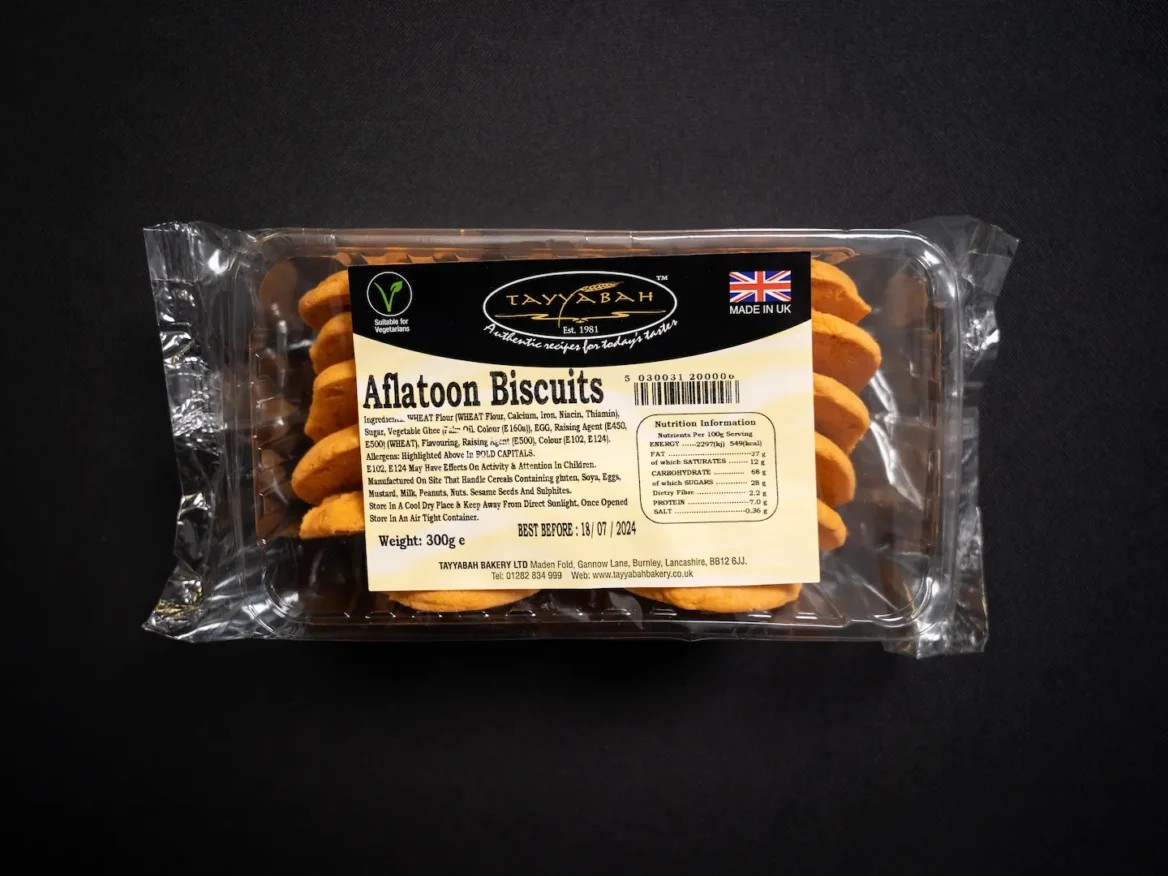 Suitable for
Vegetarians
TAYYABAH TM
Est. 1981
Authentic recipes for today's tastes
MADE IN UK
Aflatoon Biscuits
5 030031 200006
Ingredients: WHEAT Flour (WHEAT Flour, Calcium, Iron, Niacin, Thiamin),
Sugar, Vegetable Ghee (Palm Oil, Colour (E160a)), EGG, Raising Agent (E450,
E500) (WHEAT), Flavouring, Raising Agent (E500), Colour (E102, E124).
Allergens: Highlighted Above In BOLD CAPITALS.
E102, E124 May Have Effects On Activity & Attention In Children.
Manufactured On Site That Handle Cereals Containing gluten, Soya, Eggs,
Mustard, Milk, Peanuts, Nuts. Sesame Seeds And Sulphites.
Store In A Cool Dry Place & Keep Away From Direct Sunlight, Once Opened
Store In An Air Tight Container.
Nutrition Information
Nutrients Per 100g Serving
ENERGY ......2297(kj) 549(kcal)
FAT ..........27 g
of which SATURATES .......... 12 g
CARBOHYDRATE .......... 68 g
of which SUGARS .......... 28 g
Dietry Fibre .......... 2.2 g
PROTEIN .......... 7.0 g
SALT ..........0.36 g
BEST BEFORE : 18/ 07 / 2024
Weight: 300g e
TAYYABAH BAKERY LTD Maden Fold, Gannow Lane, Burnley, Lancashire, BB12 6JJ.
Tel: 01282 834 999 Web: www.tayyabahbakery.co.uk